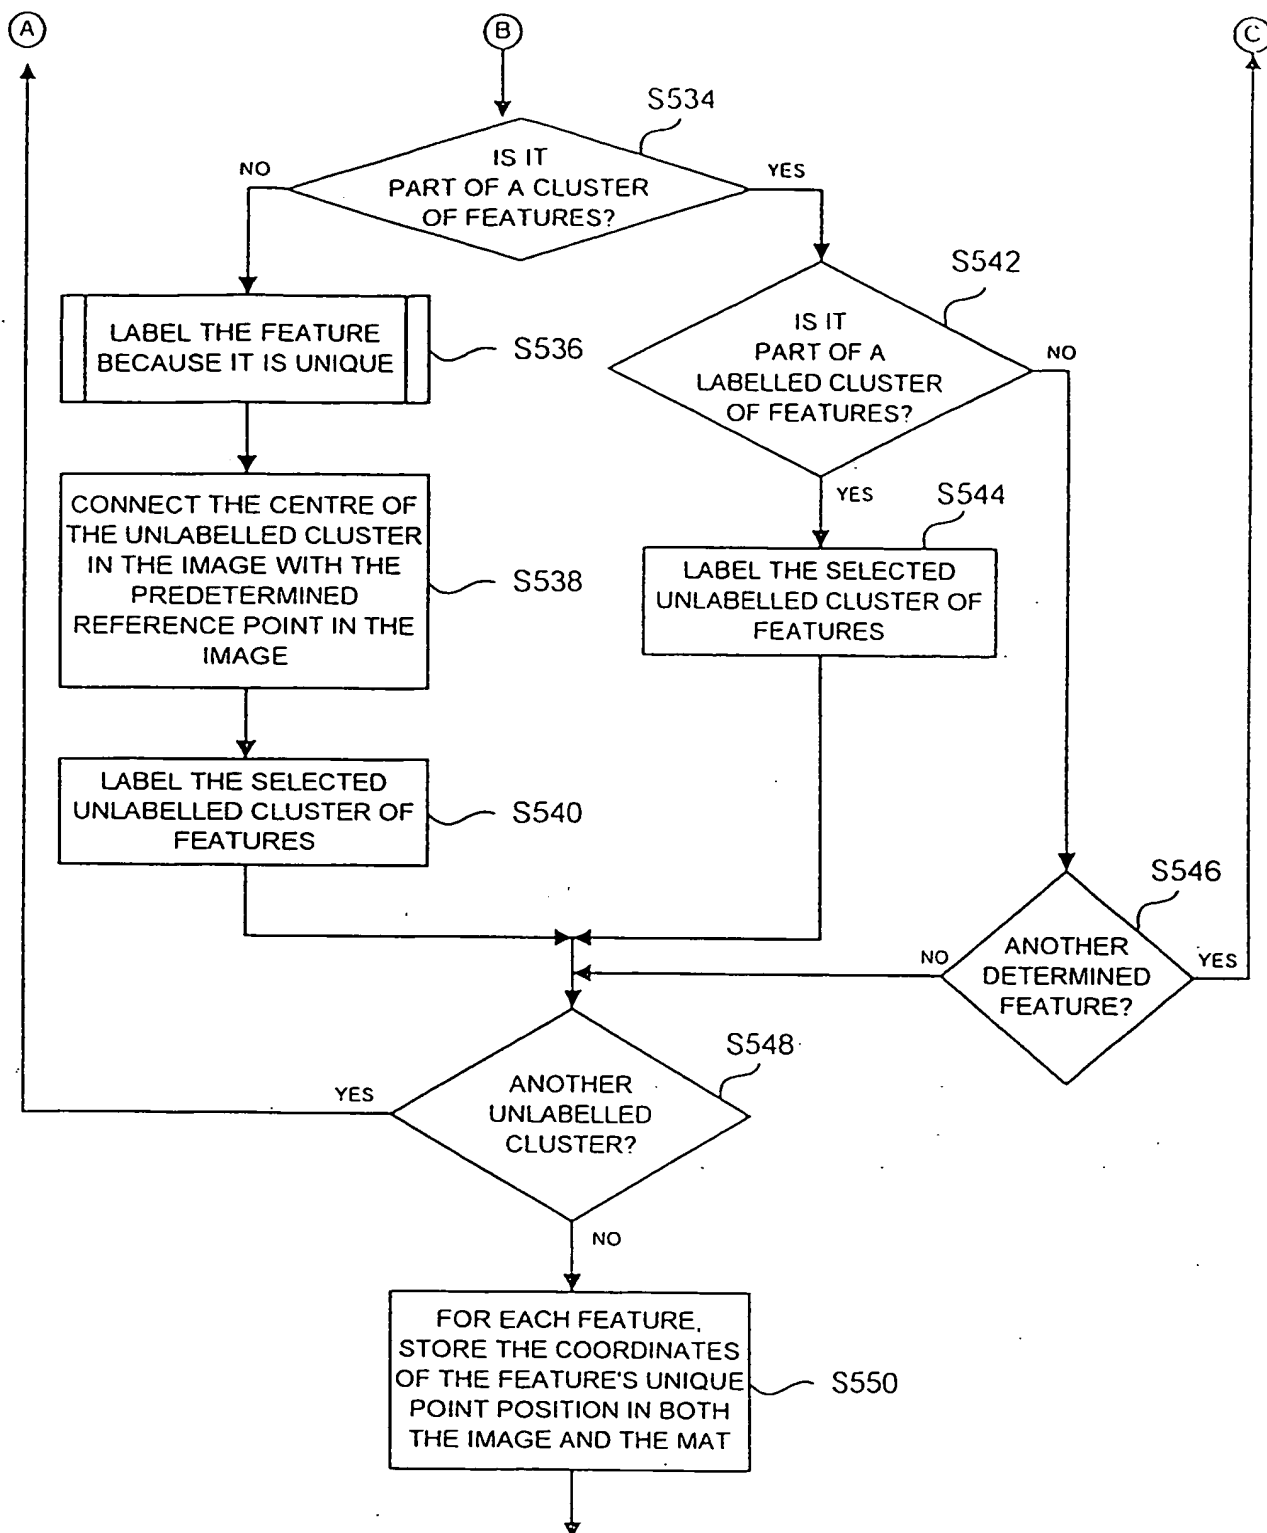 A
B
C
S534
IS IT
PART OF A CLUSTER
OF FEATURES?
NO
YES
S542
IS IT
PART OF A
LABELLED CLUSTER
OF FEATURES?
NO
YES
LABEL THE FEATURE
BECAUSE IT IS UNIQUE
S536
CONNECT THE CENTRE OF
THE UNLABELLED CLUSTER
IN THE IMAGE WITH THE
PREDETERMINED
REFERENCE POINT IN THE
IMAGE
S538
S544
LABEL THE SELECTED
UNLABELLED CLUSTER OF
FEATURES
LABEL THE SELECTED
UNLABELLED CLUSTER OF
FEATURES
S540
S546
ANOTHER
DETERMINED
FEATURE?
NO
YES
S548
ANOTHER
UNLABELLED
CLUSTER?
YES
NO
FOR EACH FEATURE,
STORE THE COORDINATES
OF THE FEATURE'S UNIQUE
POINT POSITION IN BOTH
THE IMAGE AND THE MAT
S550